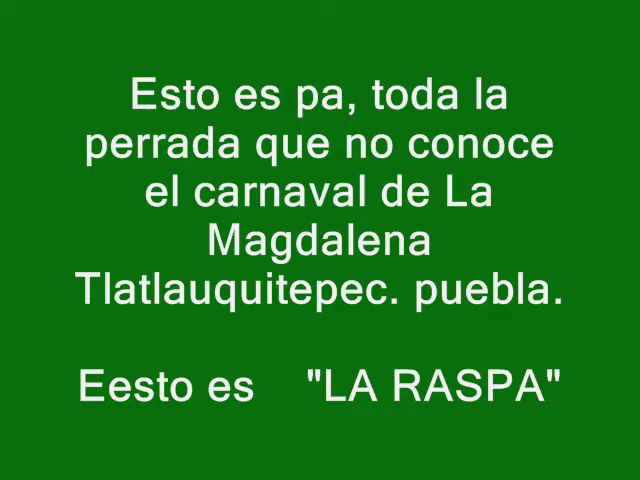 Esto es pa, toda la
perrada que no conoce
el carnaval de La
Magdalena
Tlatlauquitepec. puebla.
Eesto es    "LA RASPA"